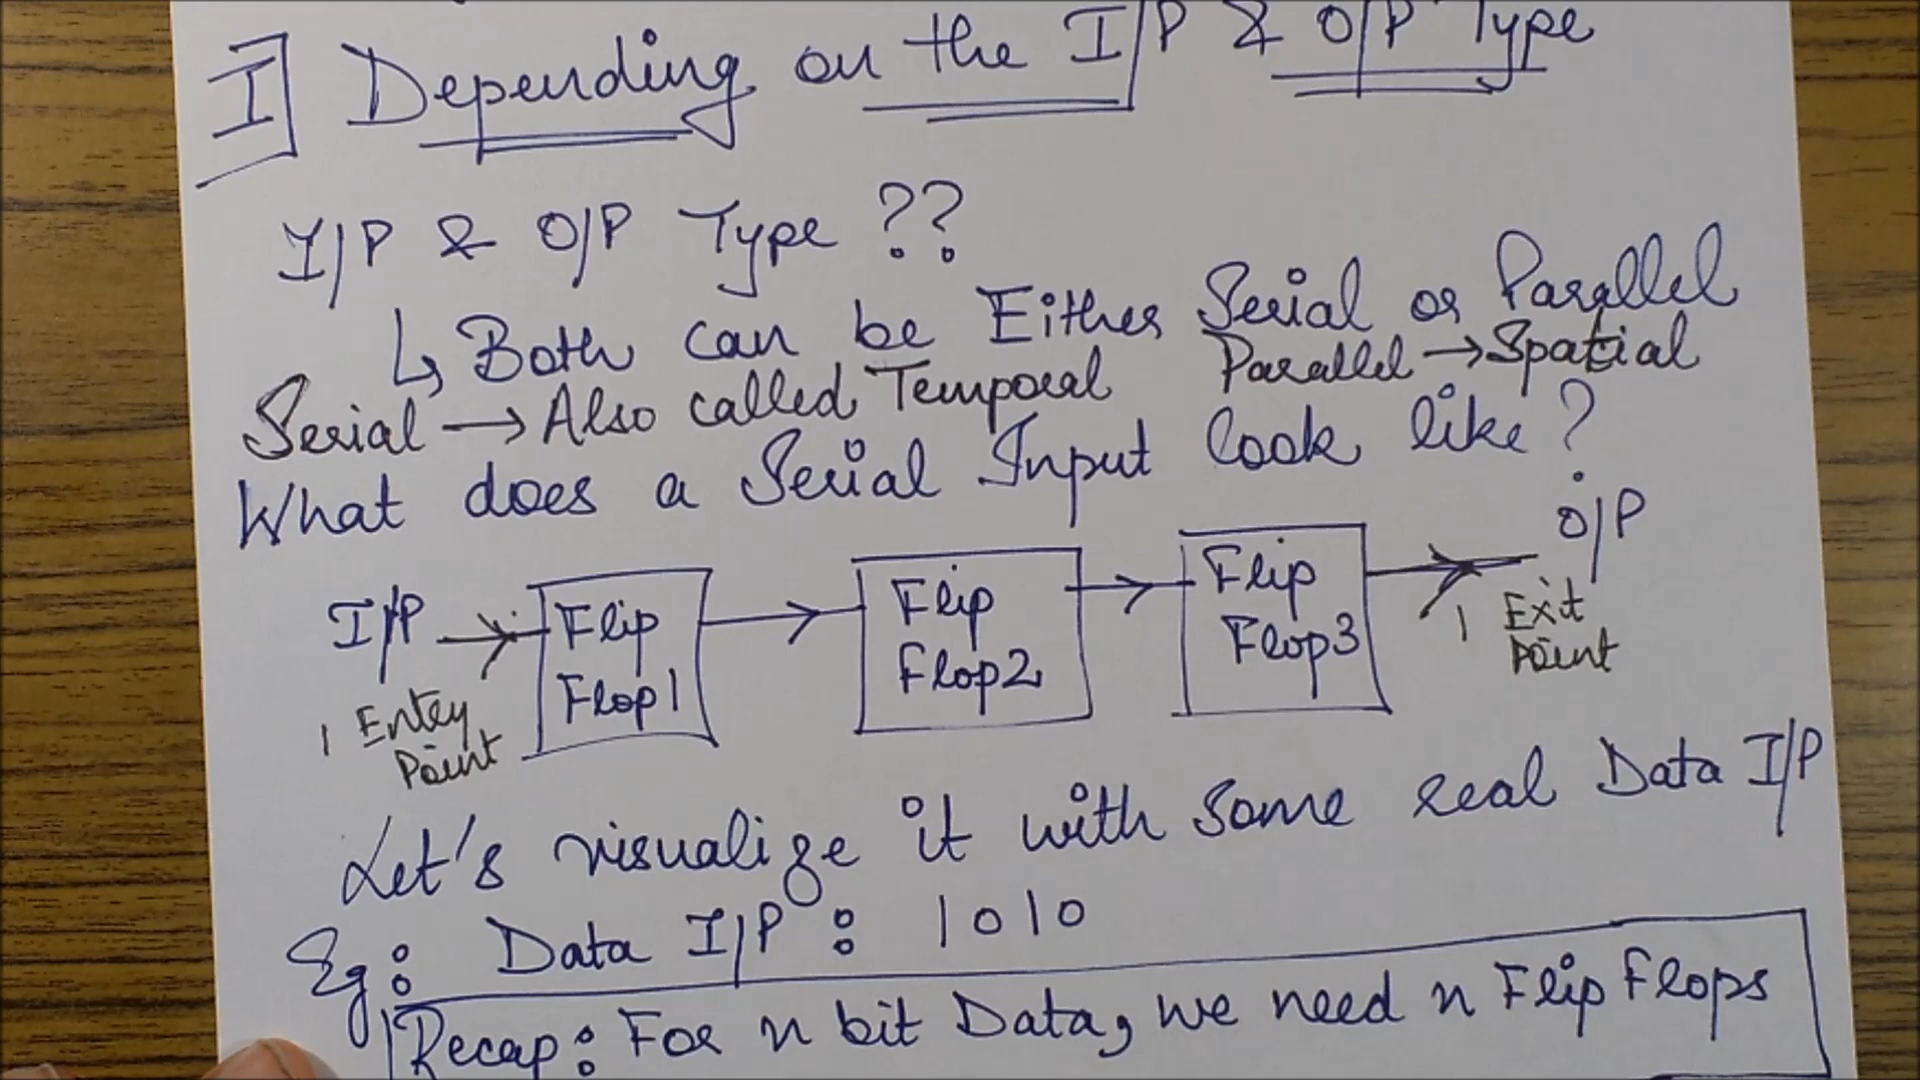 I] Depending on the I/P & O/P Type
I/P & O/P Type ??
↳ Both can be Either Serial or Parallel
Serial → Also called Temporal Parallel → Spatial
What does a Serial Input look like?
I/P → Flip Flop1 → Flip Flop2 → Flip Flop3 → O/P
1 Entry Point
1 Exit Point
Let's visualize it with some real Data I/P
Eg: Data I/P : 1010
Recap: For n bit Data, we need n Flip Flops